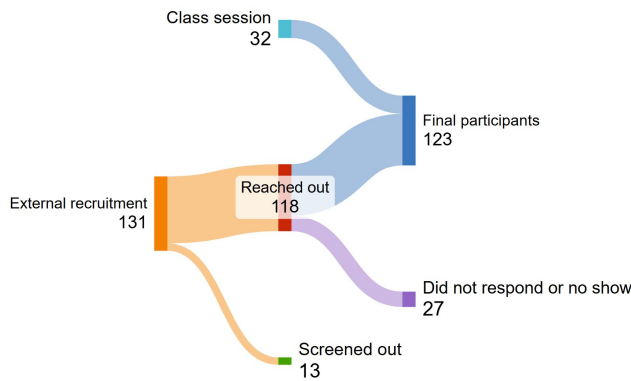 Class session
32
Final participants
123
Reached out
118
External recruitment
131
Did not respond or no show
27
Screened out
13